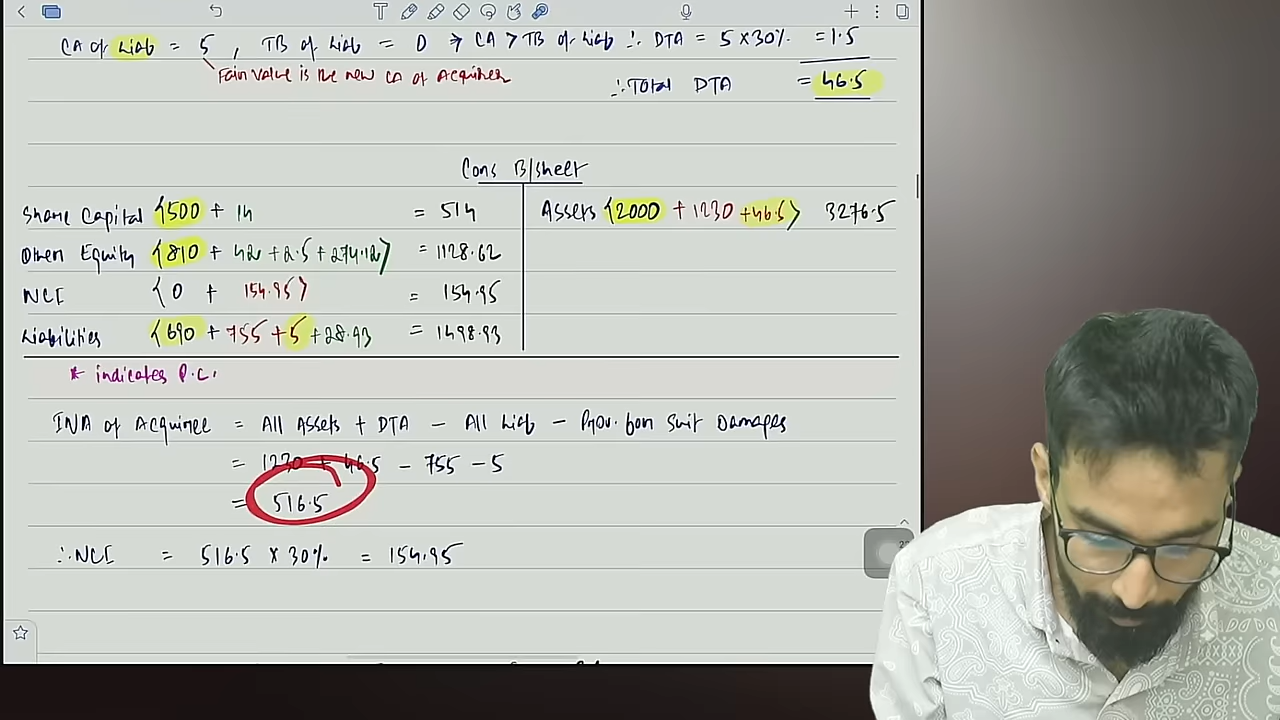 CA of Liab = 5 , TB of Liab = 0 → CA > TB of Liab ∴ DTA = 5 x 30% = 1.5
Fair Value is the new CA of Acquirer
∴ Total DTA = 46.5
Cons B/sheet
Share Capital {500 + 14 = 514
Assets {2000 + 1230 + 46.5} 3276.5
Other Equity {810 + 42 + 2.5 + 274.12} = 1128.62
NCI {0 + 154.95} = 154.95
Liabilities {690 + 755 + 5 + 28.93 = 1498.93
* indicates P.C.
INA of Acquiree = All Assets + DTA - All Liab - Prov. for Suit Damages
= 1230 + 46.5 - 755 - 5
= 516.5
∴ NCI = 516.5 x 30% = 154.95